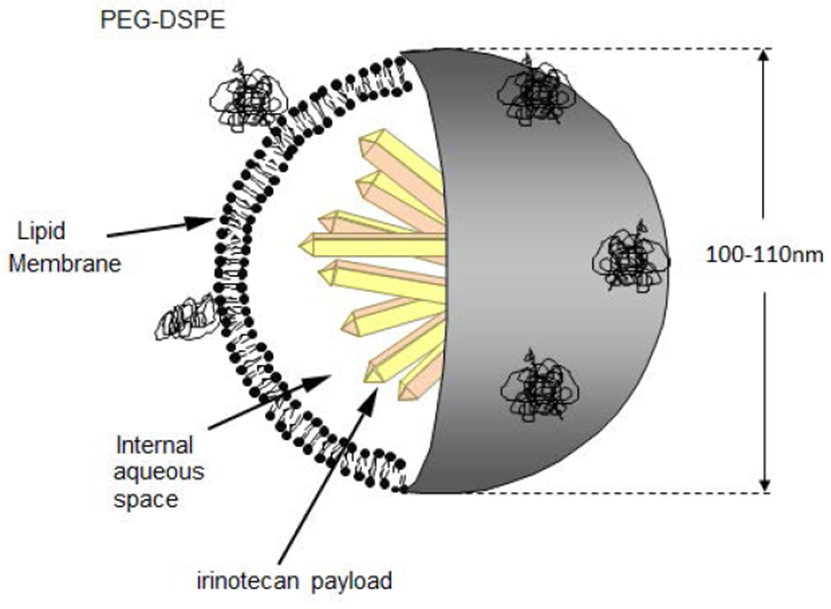 PEG-DSPE
Lipid
Membrane
100-110nm
Internal
aqueous
space
irinotecan payload